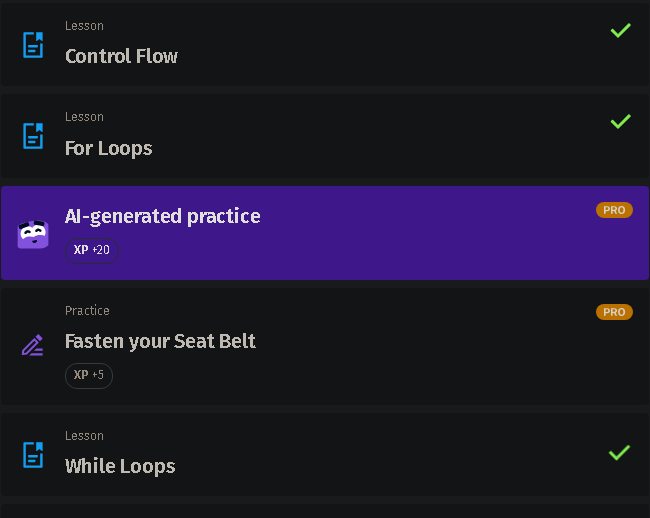 Lesson
Control Flow
Lesson
For Loops
AI-generated practice
PRO
XP +20
Practice
PRO
Fasten your Seat Belt
XP +5
Lesson
While Loops